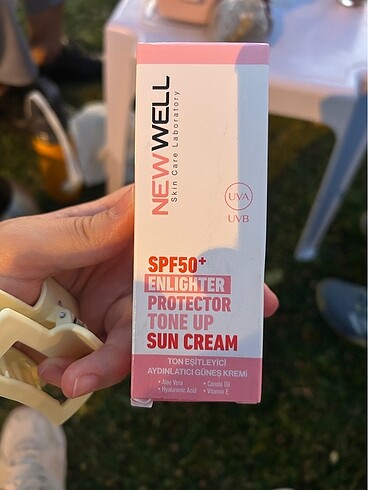 NEWWELL
Skin Care Laboratory
UVA
UVB
SPF50+
ENLIGHTER
PROTECTOR
TONE UP
SUN CREAM
TON EŞİTLEYİCİ
AYDINLATICI GÜNEŞ KREMİ
• Aloe Vera • Canola Oil
• Hyaluronic Acid • Vitamin E